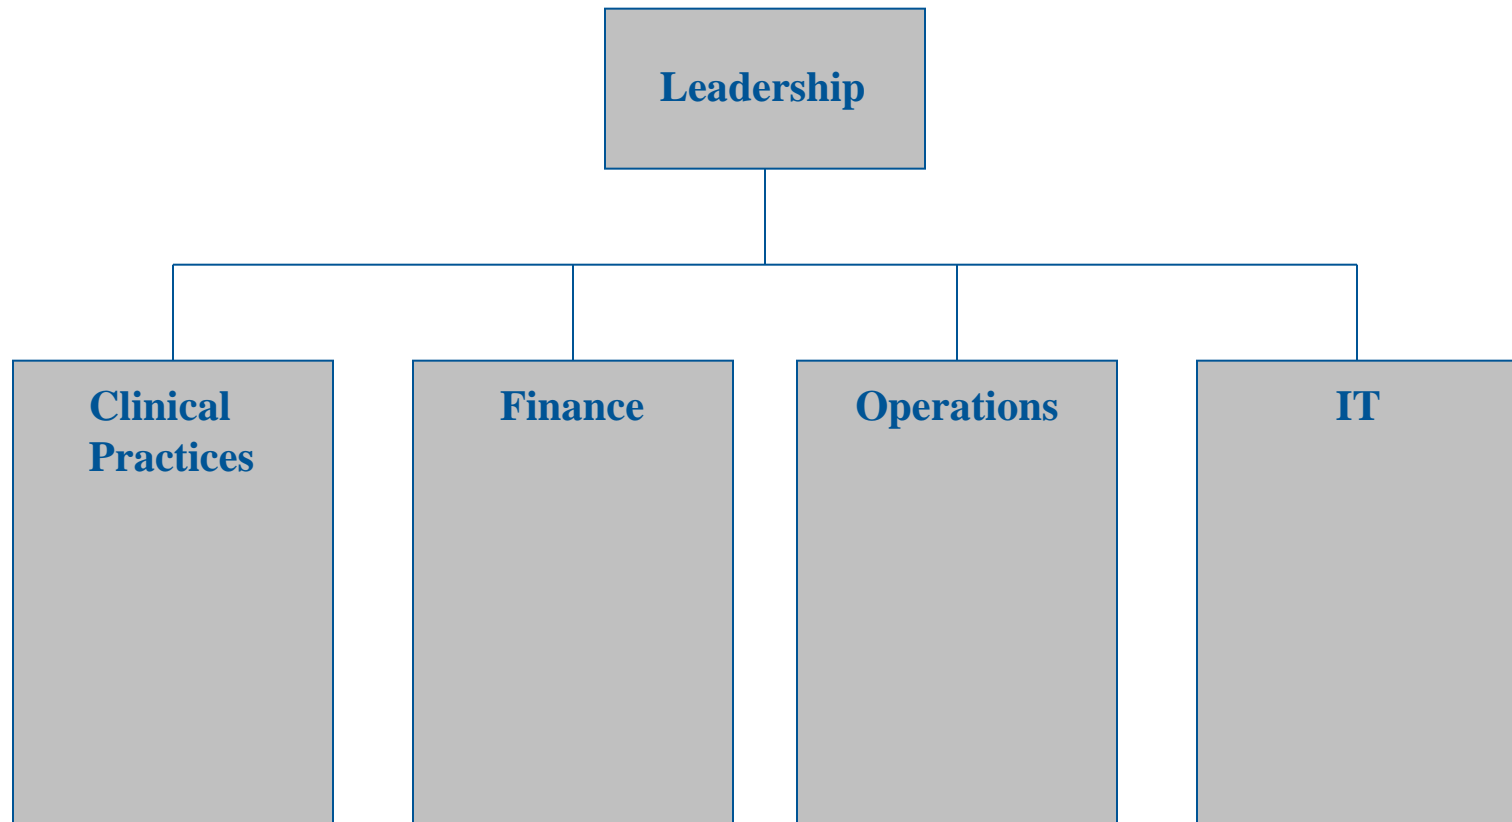 Leadership
Clinical
Practices
Finance
Operations
IT